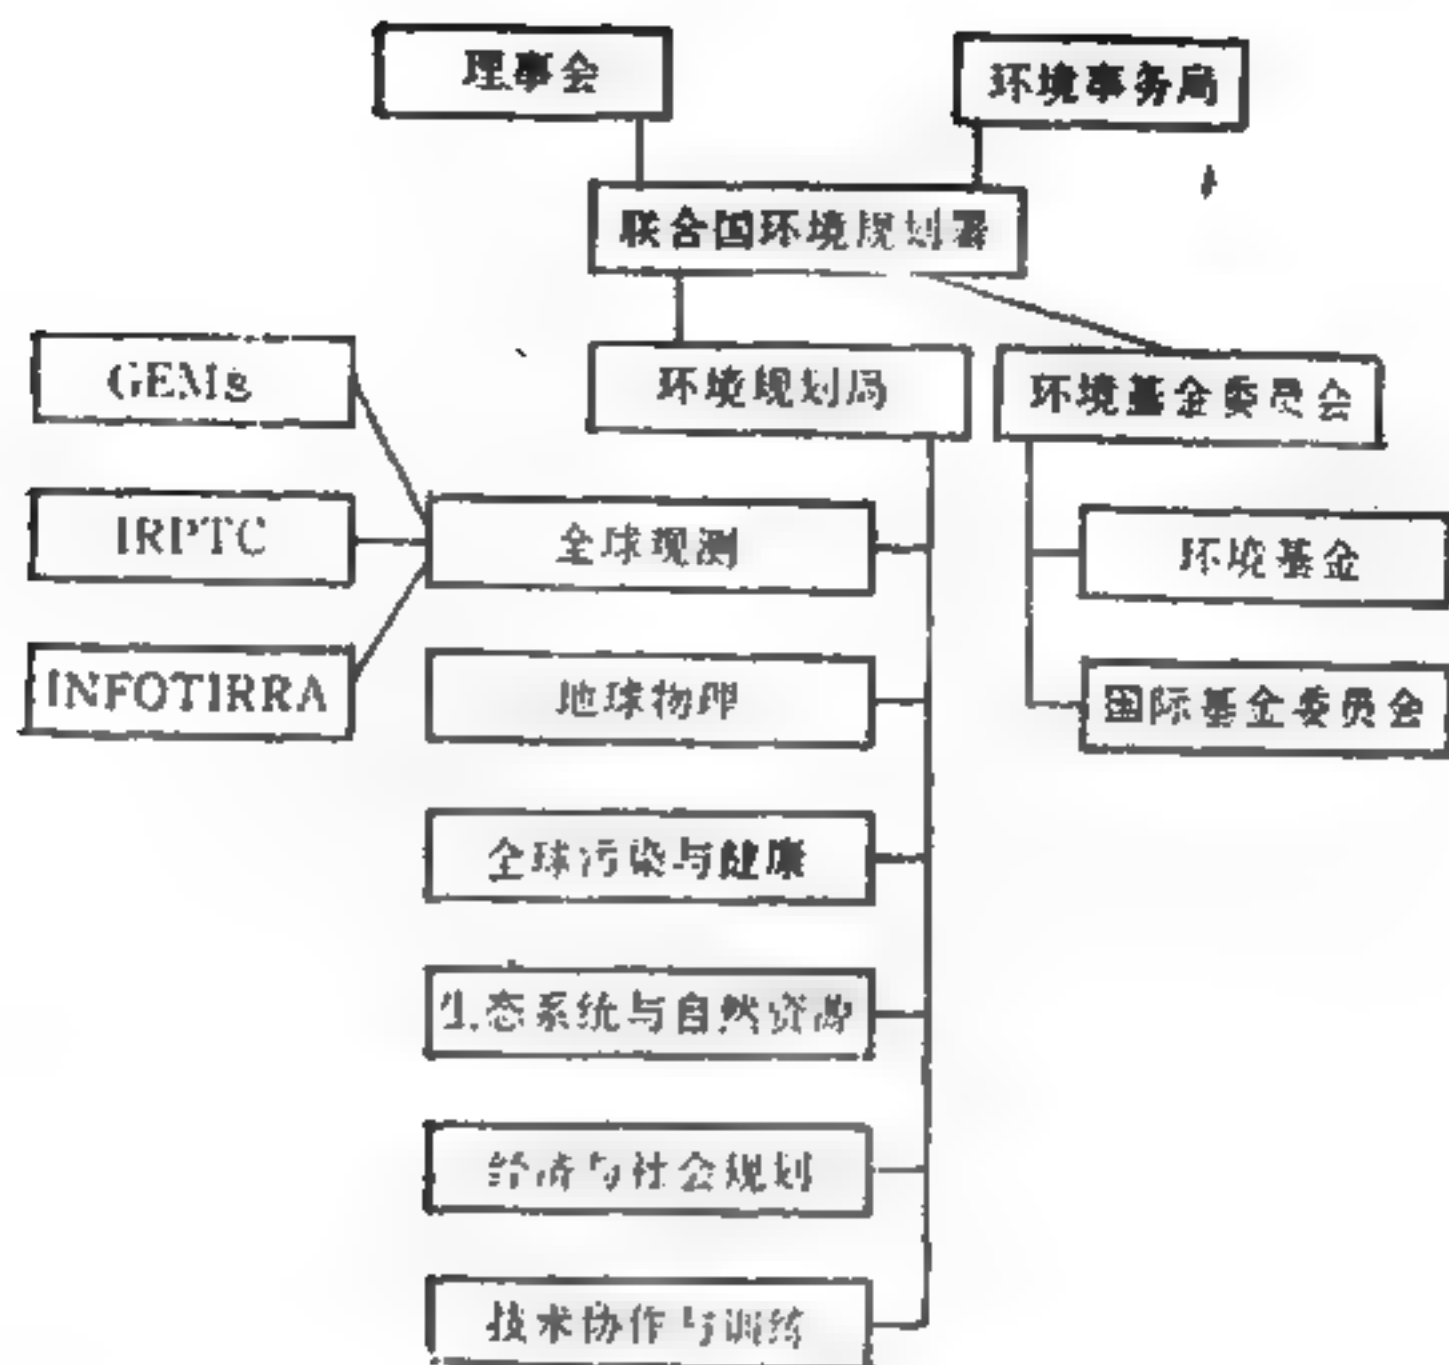 理事会
环境事务局
联合国环境规划署
GEMs
环境规划局
环境基金委员会
IRPTC
全球观测
环境基金
INFOTIRRA
地球物理
国际基金委员会
全球污染与健康
生态系统与自然资源
经济与社会规划
技术协作与训练